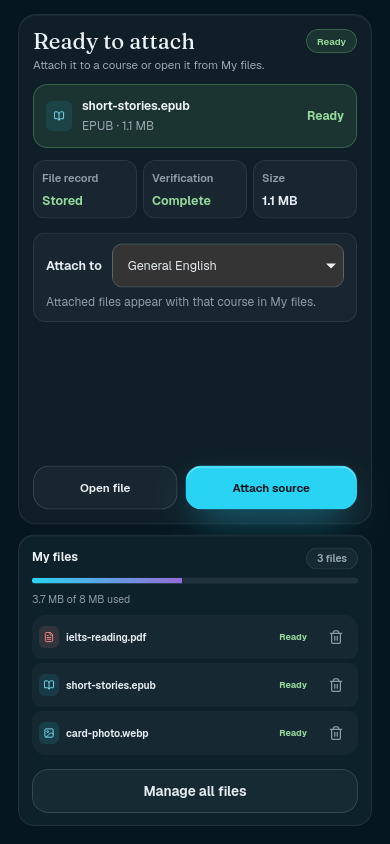 Ready to attach
Ready
Attach it to a course or open it from My files.
short-stories.epub
EPUB · 1.1 MB
Ready
File record
Stored
Verification
Complete
Size
1.1 MB
Attach to
General English
Attached files appear with that course in My files.
Open file
Attach source
My files
3 files
3.7 MB of 8 MB used
ielts-reading.pdf
Ready
short-stories.epub
Ready
card-photo.webp
Ready
Manage all files